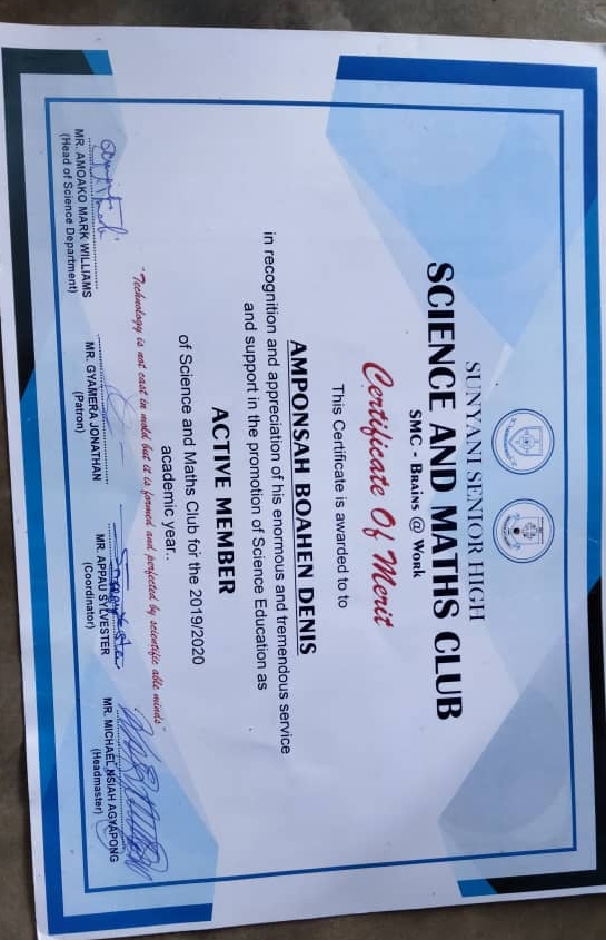 SUNYANI SENIOR HIGH
SCIENCE AND MATHS CLUB
SMC - BRAINS @ WORK
Certificate Of Merit
This Certificate is awarded to to
AMPONSAH BOAHEN DENIS
in recognition and appreciation of his enormous and tremendous service
and support in the promotion of Science Education as
ACTIVE MEMBER
of Science and Maths Club for the 2019/2020
academic year..
"Technology is not cast in mold but it is formed and perfected by scientific able minds"
MR. AMOAKO MARK WILLIAMS
(Head of Science Department)
MR. GYAMERA JONATHAN
(Patron)
MR. APPAU SYLVESTER
(Coordinator)
MR. MICHAEL NSIAH AGYAPONG
(Headmaster)